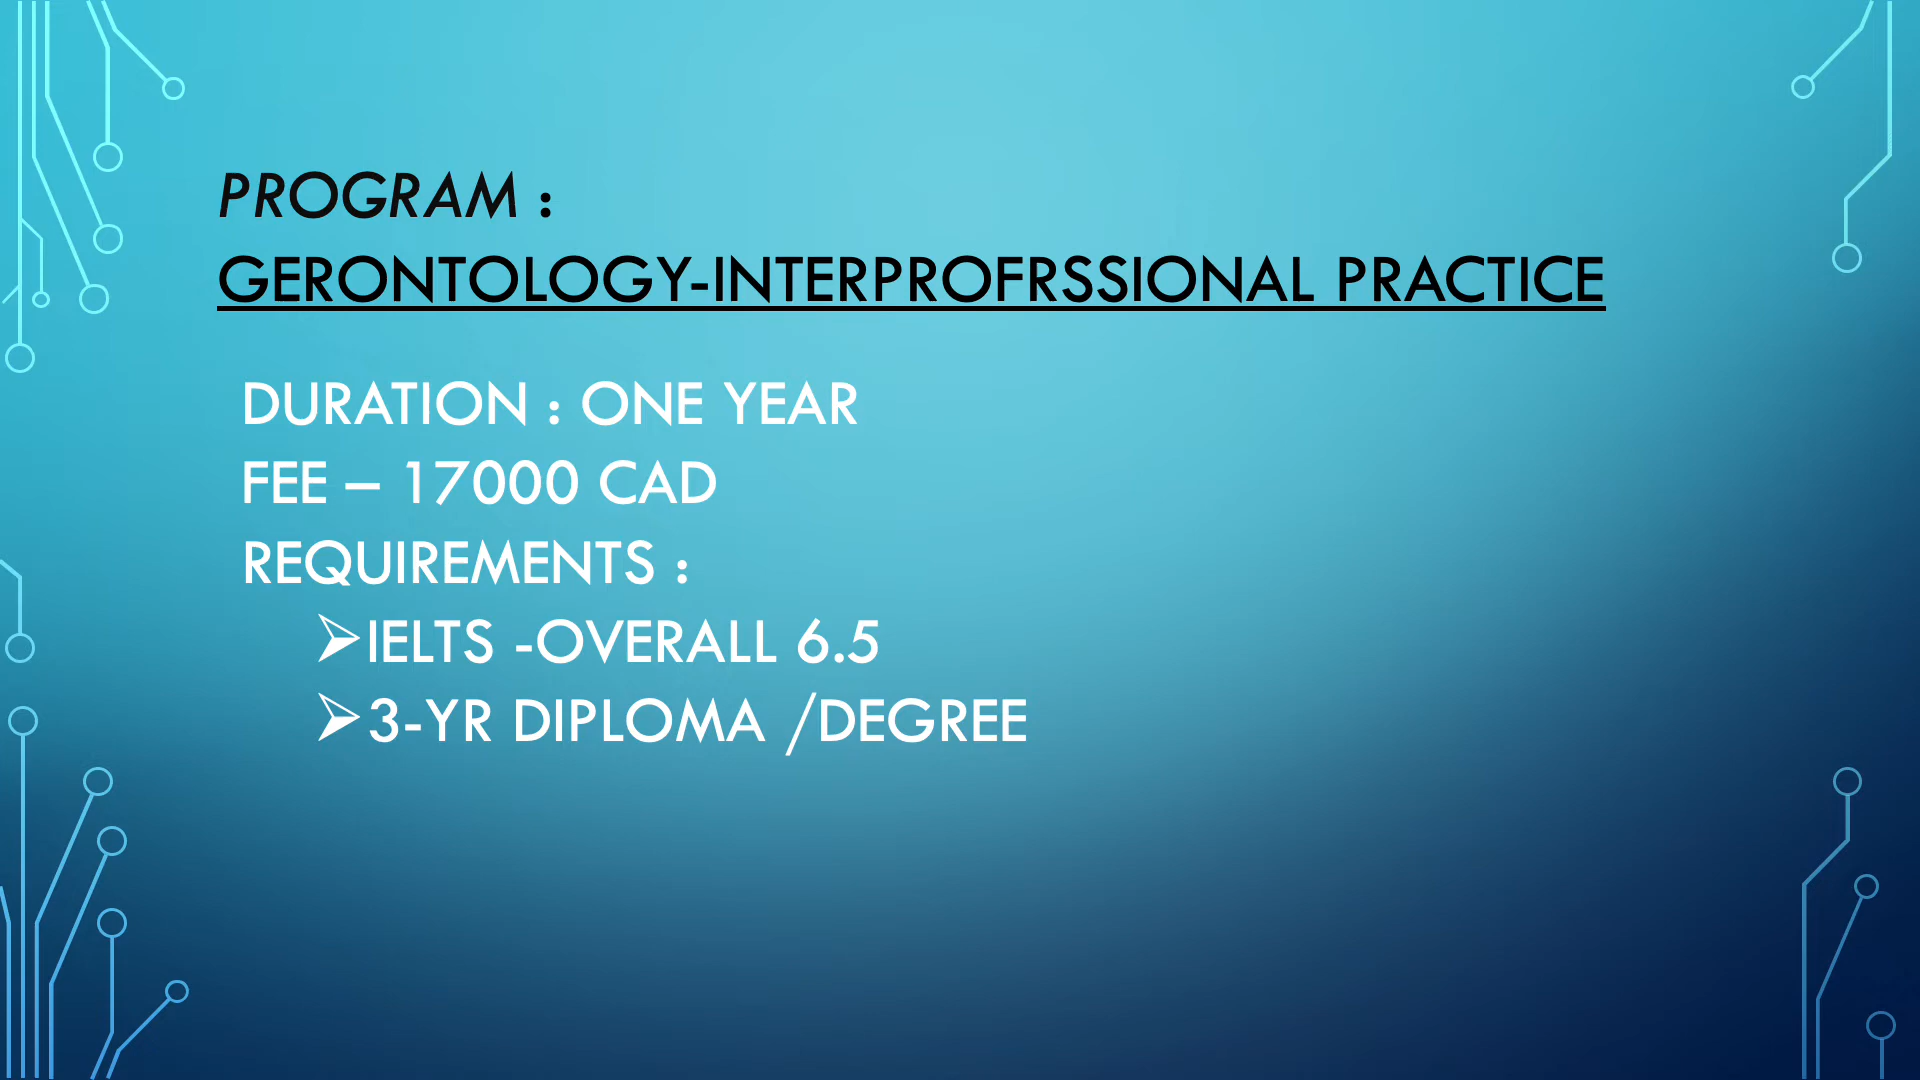 PROGRAM :
GERONTOLOGY-INTERPROFRSSIONAL PRACTICE
DURATION : ONE YEAR
FEE – 17000 CAD
REQUIREMENTS :
➢IELTS -OVERALL 6.5
➢3-YR DIPLOMA /DEGREE